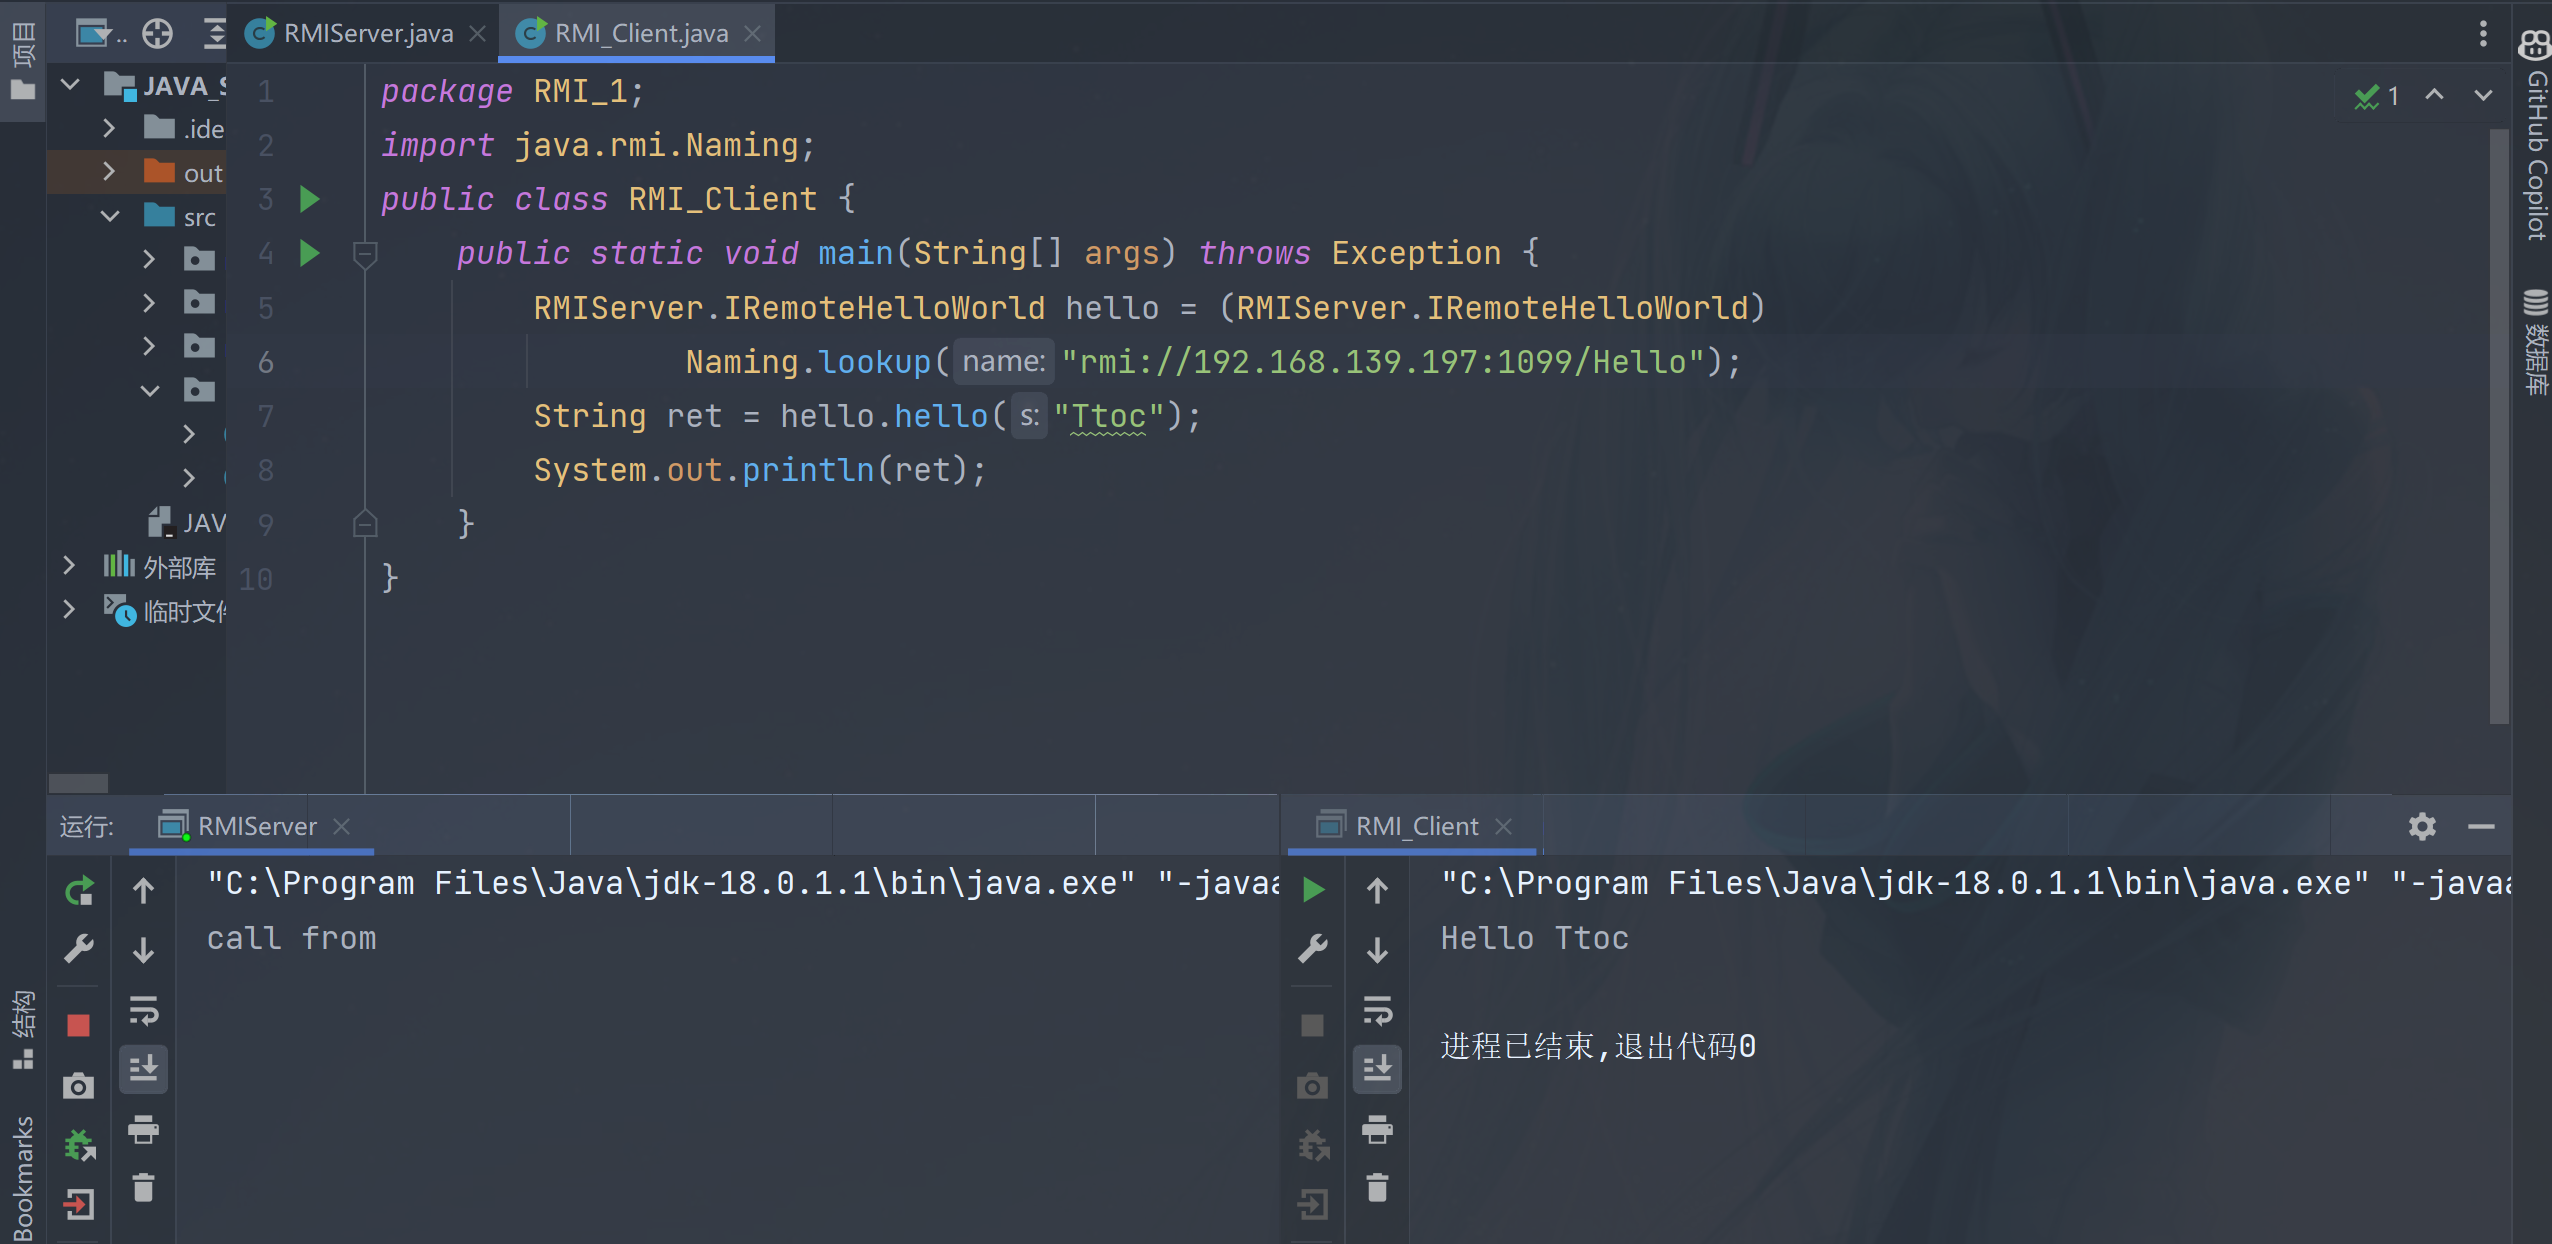 项目
RMIServer.java
RMI_Client.java
JAVA_S
.ide
out
src
JAV
外部库
临时文件
1 package RMI_1;
2 import java.rmi.Naming;
3 public class RMI_Client {
4 public static void main(String[] args) throws Exception {
5 RMIServer.IRemoteHelloWorld hello = (RMIServer.IRemoteHelloWorld)
6 Naming.lookup( name: "rmi://192.168.139.197:1099/Hello");
7 String ret = hello.hello( s: "Ttoc");
8 System.out.println(ret);
9 }
10 }
1
GitHub Copilot
数据库
运行:
RMIServer
"C:\Program Files\Java\jdk-18.0.1.1\bin\java.exe" "-javaa
call from
RMI_Client
"C:\Program Files\Java\jdk-18.0.1.1\bin\java.exe" "-javaa
Hello Ttoc
进程已结束,退出代码0
结构
Bookmarks